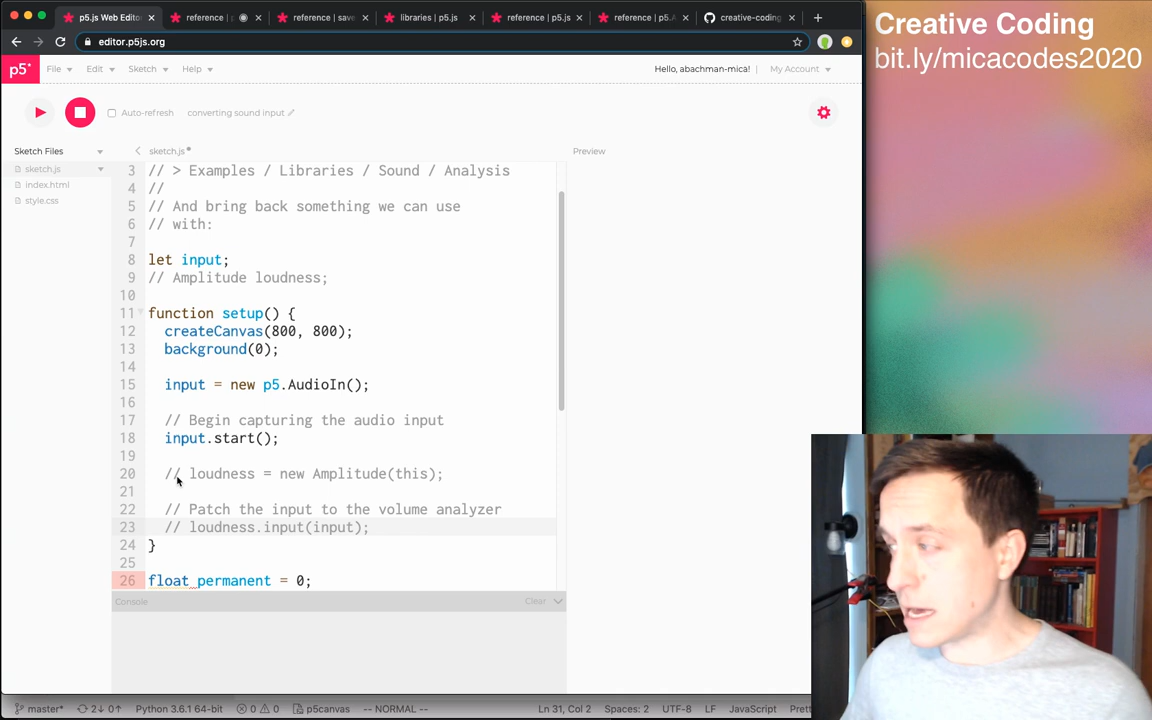 p5.js Web Edito
reference | p
reference | save
libraries | p5.js
reference | p5.js
reference | p5.A
creative-coding
Creative Coding
editor.p5js.org
bit.ly/micacodes2020
p5* File Edit Sketch Help Hello, abachman-mica! | My Account
Auto-refresh converting sound input
Sketch Files sketch.js Preview
sketch.js
index.html
style.css
3 // > Examples / Libraries / Sound / Analysis
4 //
5 // And bring back something we can use
6 // with:
7
8 let input;
9 // Amplitude loudness;
10
11 function setup() {
12 createCanvas(800, 800);
13 background(0);
14
15 input = new p5.AudioIn();
16
17 // Begin capturing the audio input
18 input.start();
19
20 // loudness = new Amplitude(this);
21
22 // Patch the input to the volume analyzer
23 // loudness.input(input);
24 }
25
26 float permanent = 0;
Console Clear
master* 2↓ 0↑ Python 3.6.1 64-bit 0 0 p5canvas -- NORMAL -- Ln 31, Col 2 Spaces: 2 UTF-8 LF JavaScript Prett